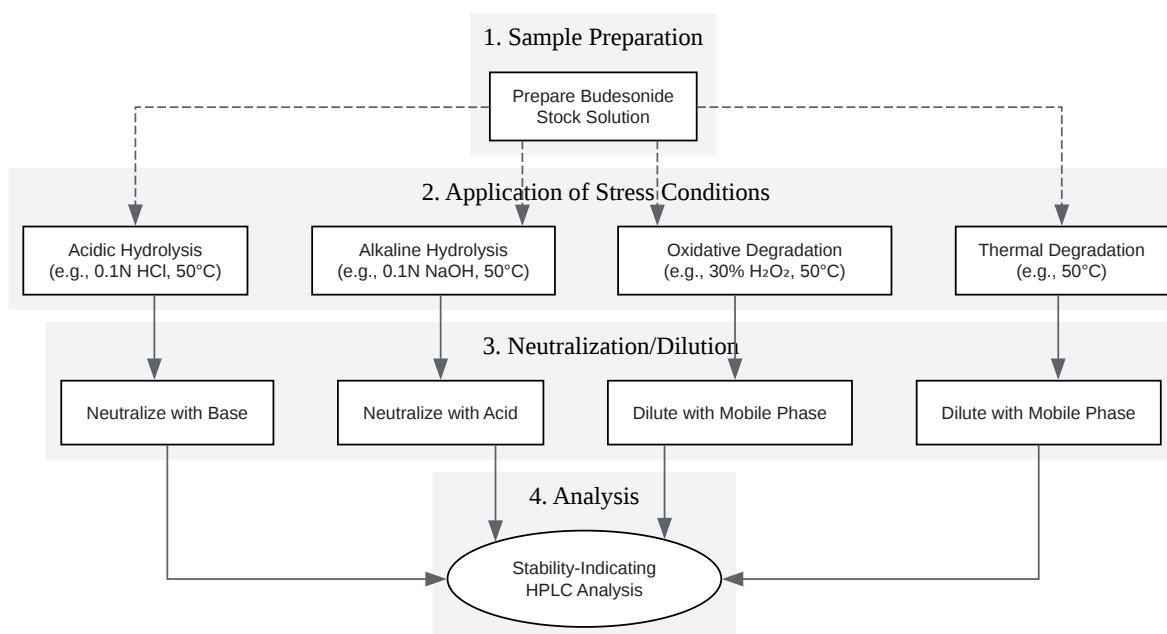 1. Sample Preparation
Prepare Budesonide
Stock Solution
2. Application of Stress Conditions
Acidic Hydrolysis
(e.g., 0.1N HCl, 50°C)
Alkaline Hydrolysis
(e.g., 0.1N NaOH, 50°C)
Oxidative Degradation
(e.g., 30% H₂O₂, 50°C)
Thermal Degradation
(e.g., 50°C)
3. Neutralization/Dilution
Neutralize with Base
Neutralize with Acid
Dilute with Mobile Phase
Dilute with Mobile Phase
4. Analysis
Stability-Indicating
HPLC Analysis